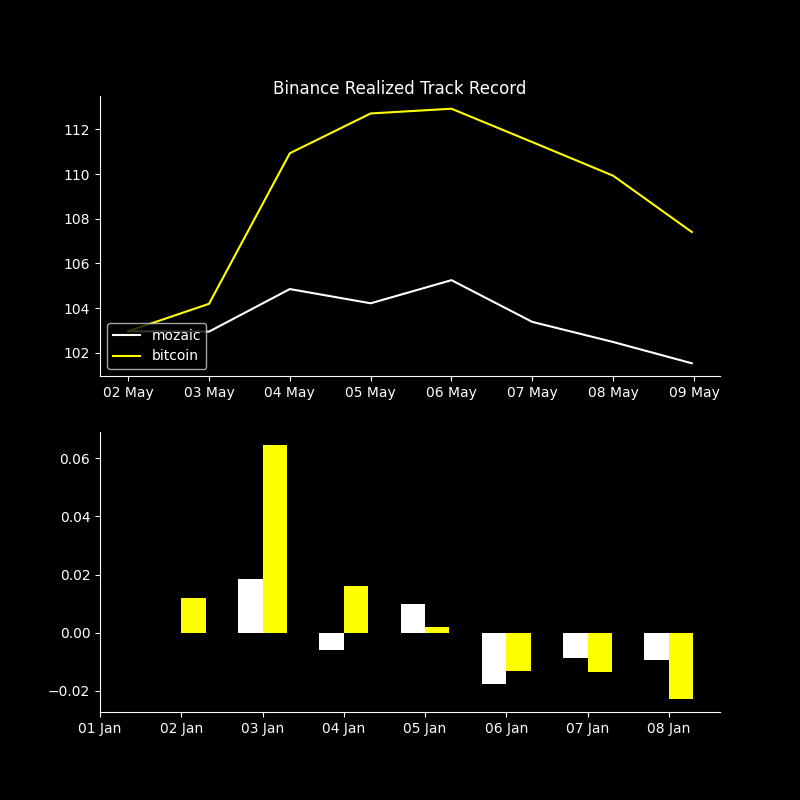 Binance Realized Track Record
112
110
108
106
104
102
mozaic
bitcoin
02 May 03 May 04 May 05 May 06 May 07 May 08 May 09 May
0.06
0.04
0.02
0.00
−0.02
01 Jan 02 Jan 03 Jan 04 Jan 05 Jan 06 Jan 07 Jan 08 Jan